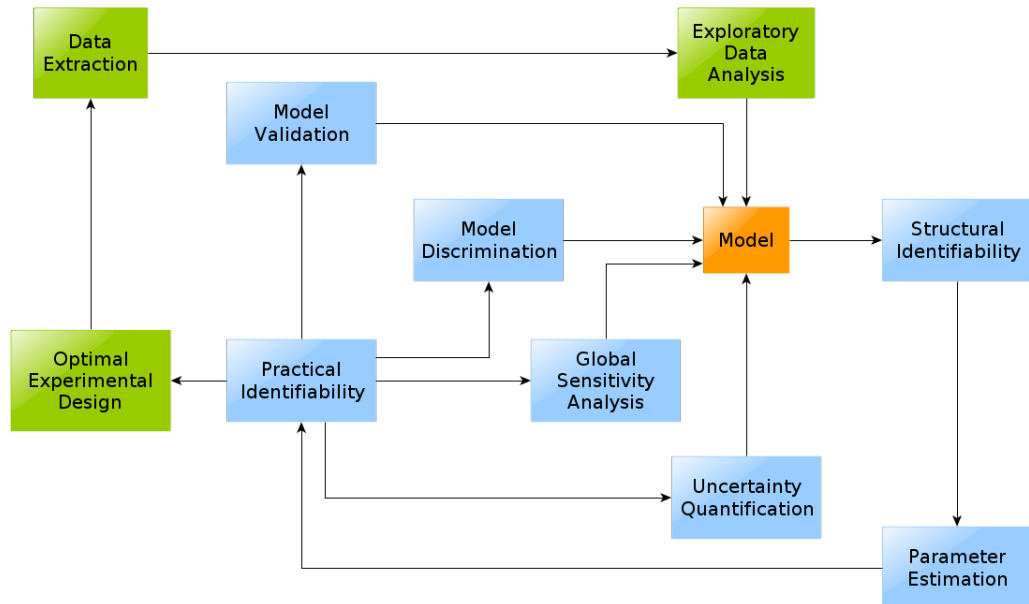 Data
Extraction
Exploratory
Data
Analysis
Model
Validation
Model
Discrimination
Model
Structural
Identifiability
Optimal
Experimental
Design
Practical
Identifiability
Global
Sensitivity
Analysis
Uncertainty
Quantification
Parameter
Estimation